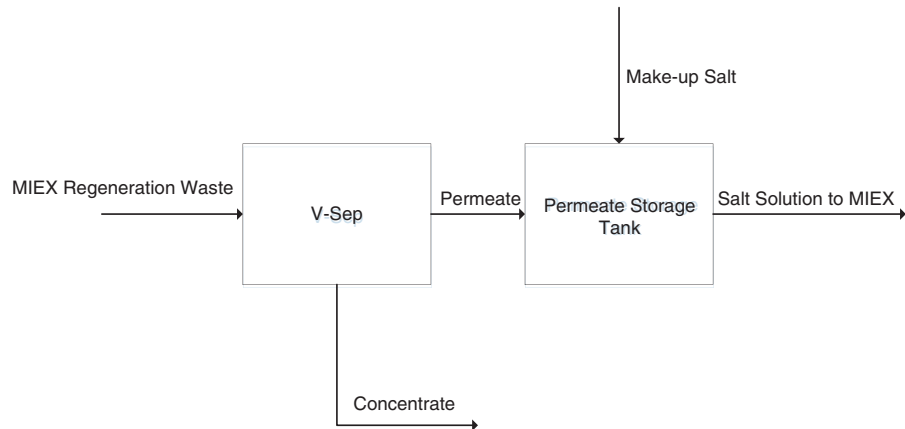 Make-up Salt
MIEX Regeneration Waste
V-Sep
Permeate
Permeate Storage
Tank
Salt Solution to MIEX
Concentrate